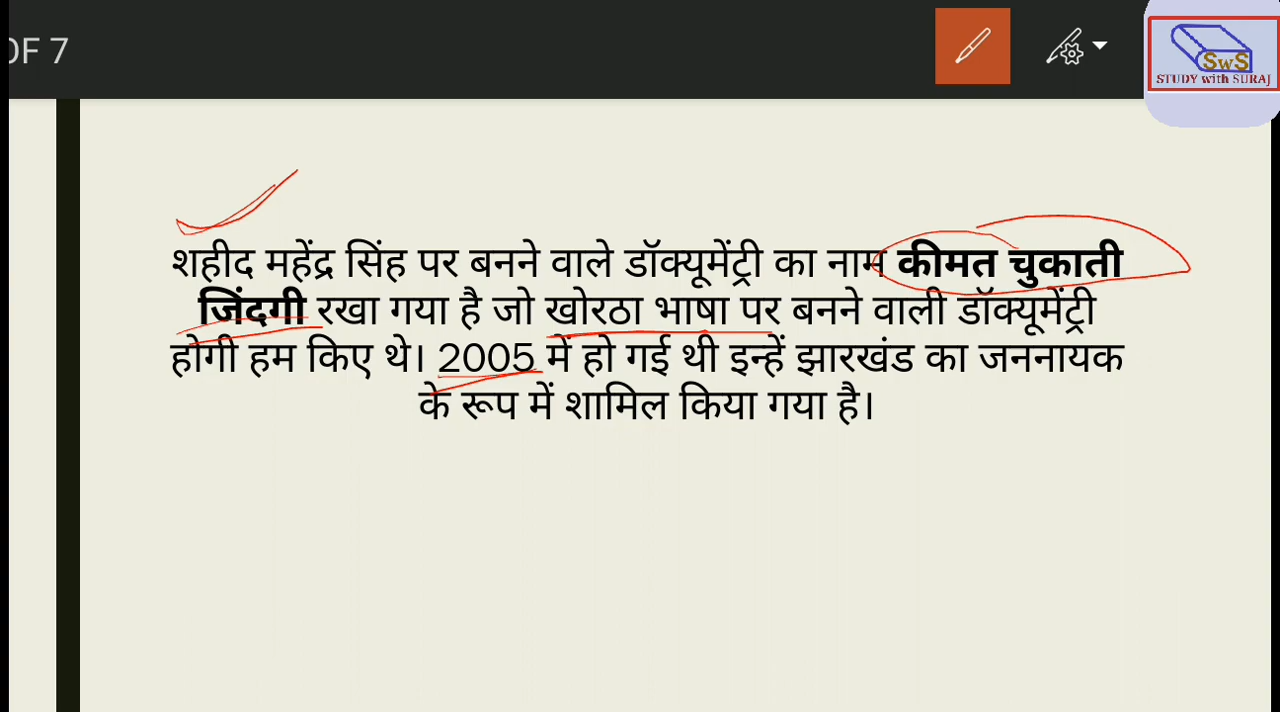 OF 7
SwS
STUDY with SURAJ
शहीद महेंद्र सिंह पर बनने वाले डॉक्यूमेंट्री का नाम कीमत चुकाती
जिंदगी रखा गया है जो खोरठा भाषा पर बनने वाली डॉक्यूमेंट्री
होगी हम किए थे। 2005 में हो गई थी इन्हें झारखंड का जननायक
के रूप में शामिल किया गया है।